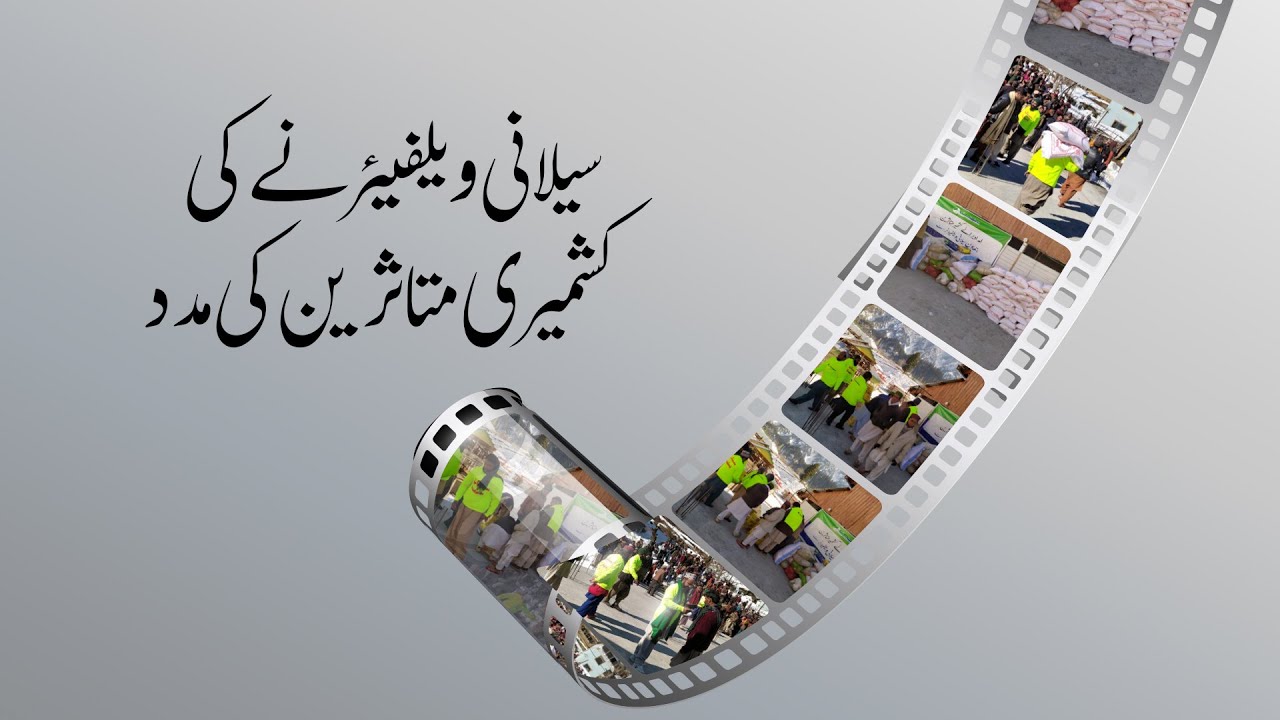 سیلانی ویلفیئر نے کی
کشمیری متاثرین کی مدد